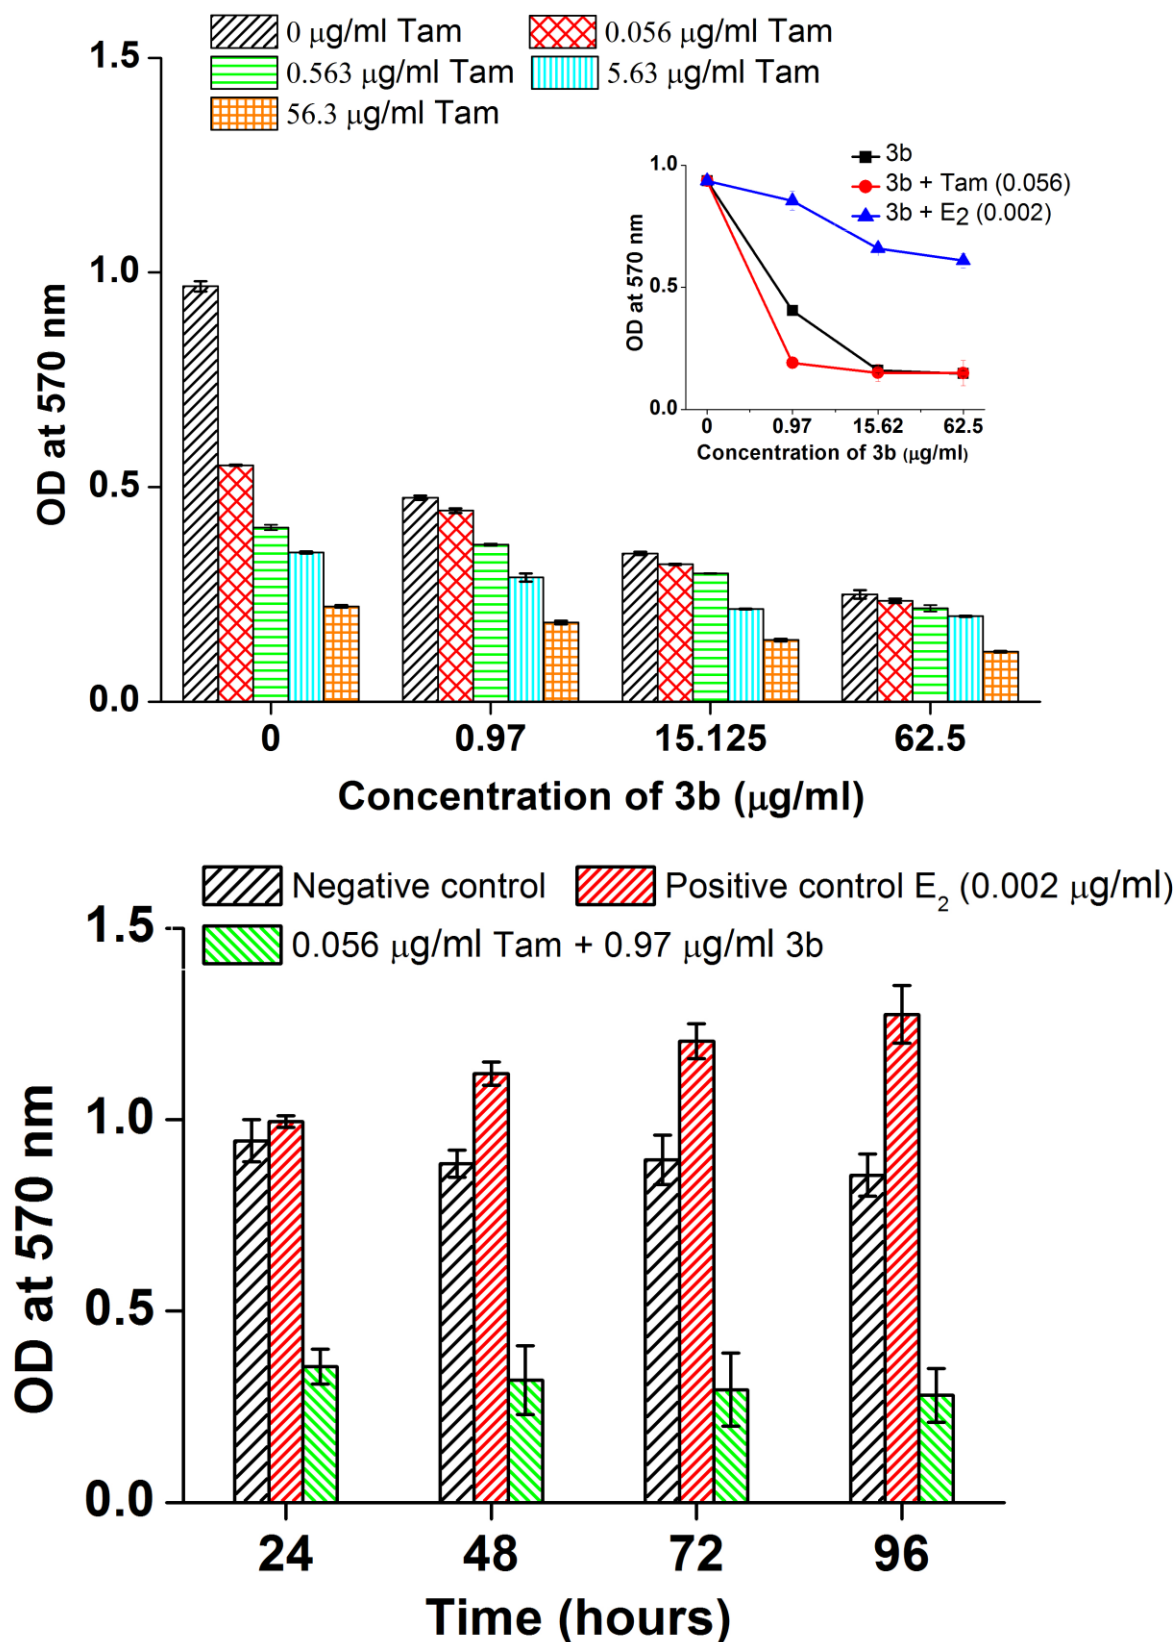 0 μg/ml Tam 0.056 μg/ml Tam
0.563 μg/ml Tam 5.63 μg/ml Tam
56.3 μg/ml Tam
1.5
1.0
0.5
0.0
OD at 570 nm
0 0.97 15.125 62.5
Concentration of 3b (μg/ml)
3b
3b + Tam (0.056)
3b + E2 (0.002)
1.0
0.5
0.0
OD at 570 nm
0 0.97 15.62 62.5
Concentration of 3b (μg/ml)
Negative control Positive control E2 (0.002 μg/ml)
0.056 μg/ml Tam + 0.97 μg/ml 3b
1.5
1.0
0.5
0.0
OD at 570 nm
24 48 72 96
Time (hours)